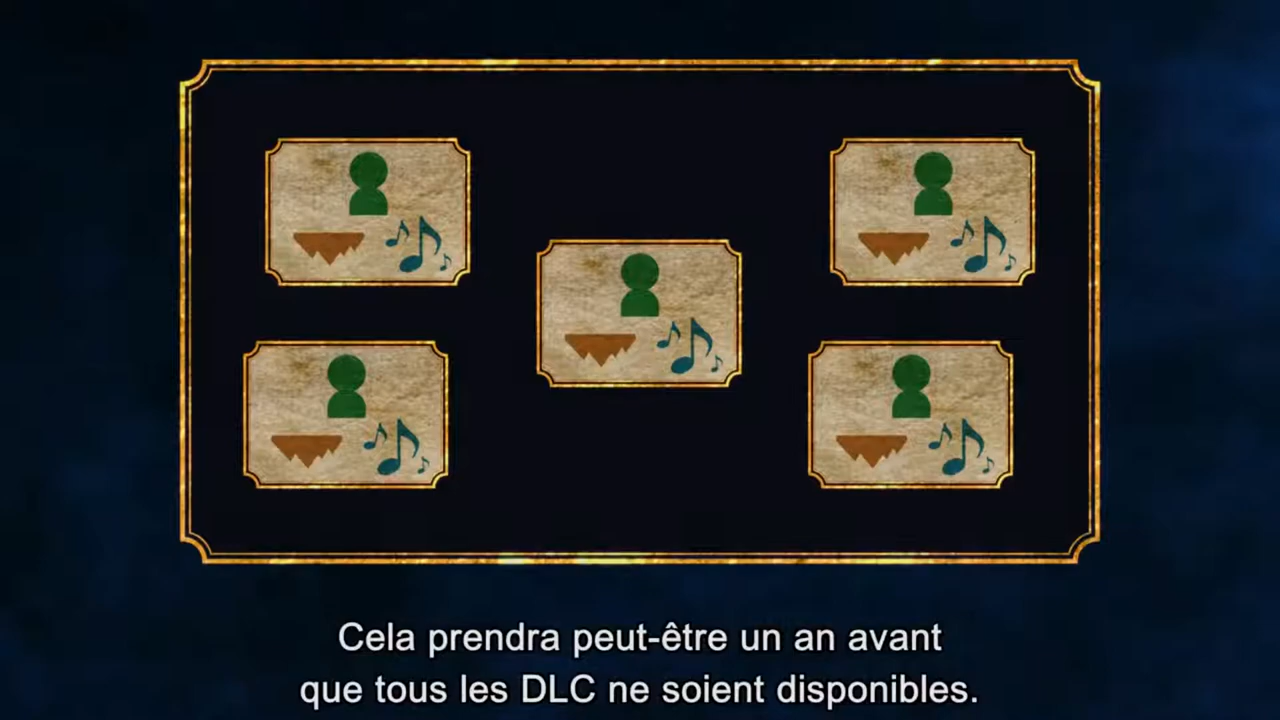 Cela prendra peut-être un an avant
que tous les DLC ne soient disponibles.